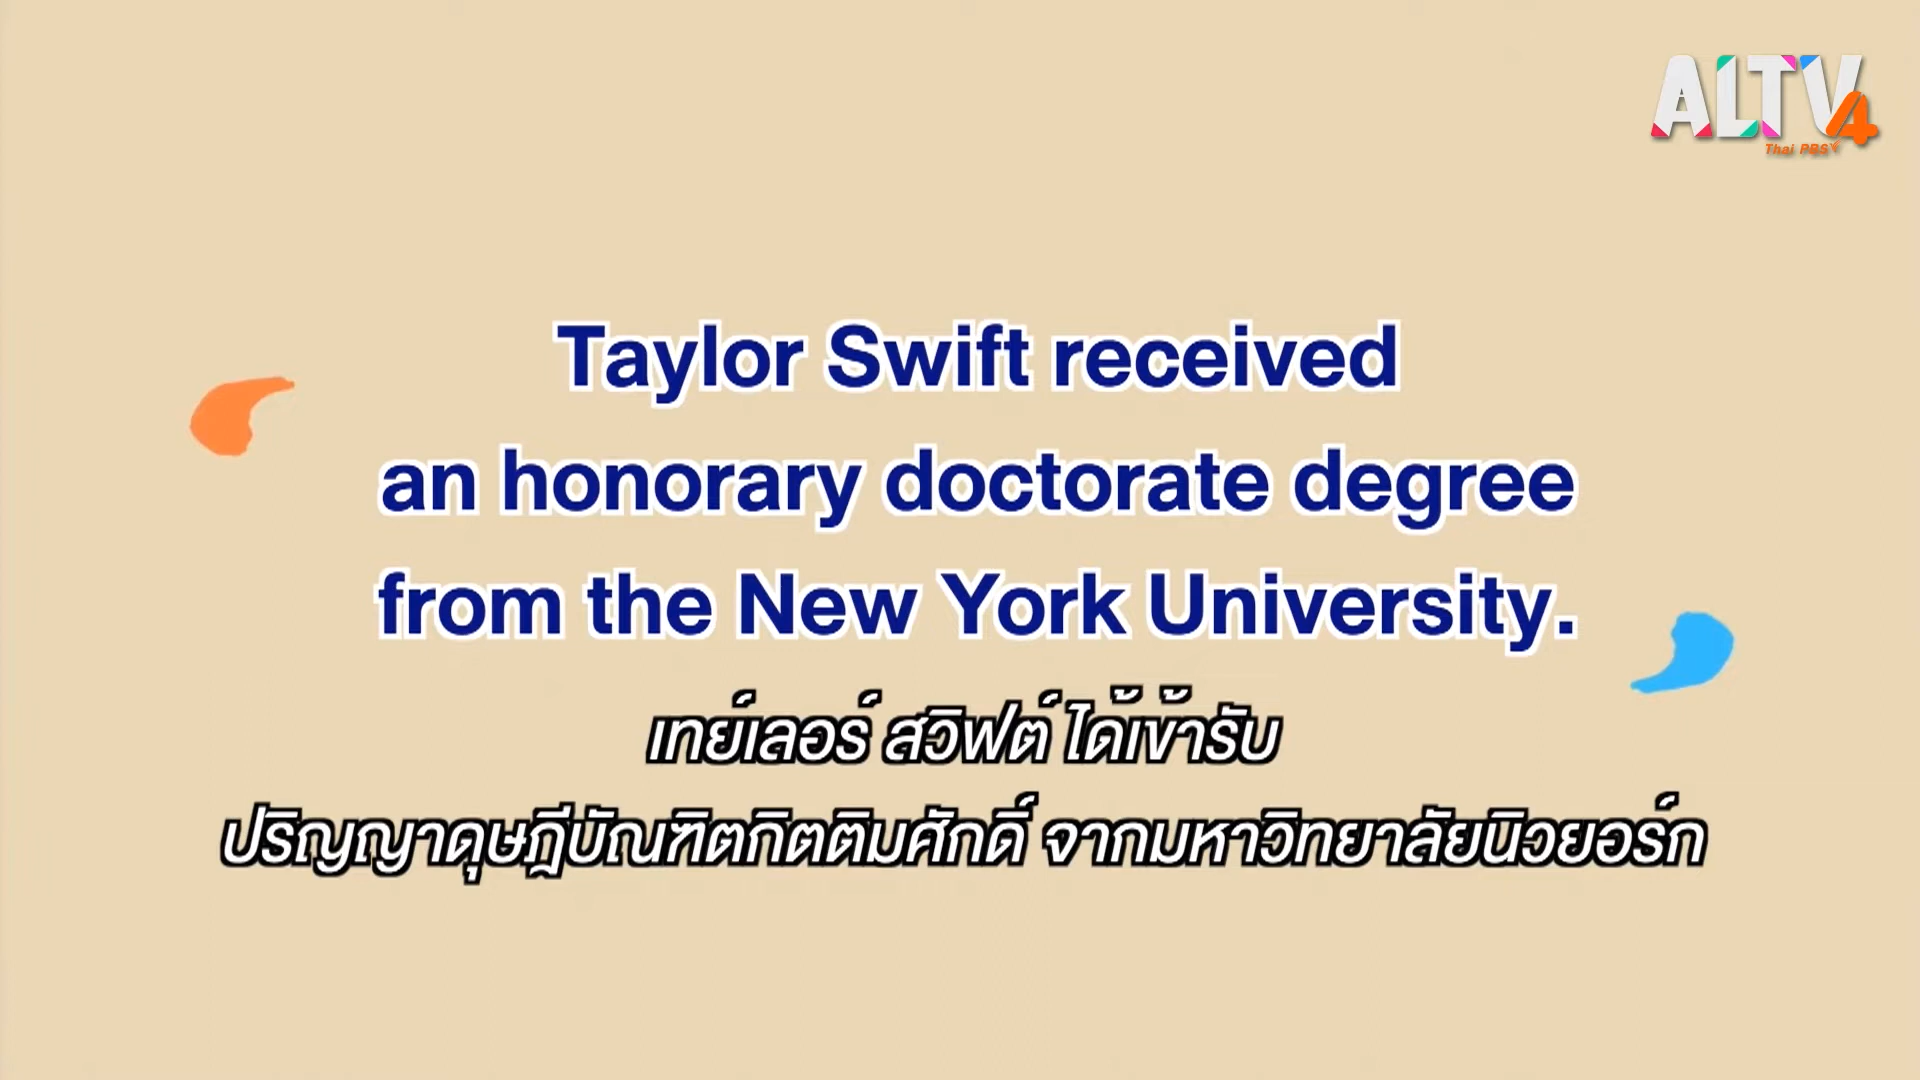 ALTV4
Thai PBS
Taylor Swift received
an honorary doctorate degree
from the New York University.
เทย์เลอร์ สวิฟต์ ได้เข้ารับ
ปริญญาดุษฎีบัณฑิตกิตติมศักดิ์ จากมหาวิทยาลัยนิวยอร์ก